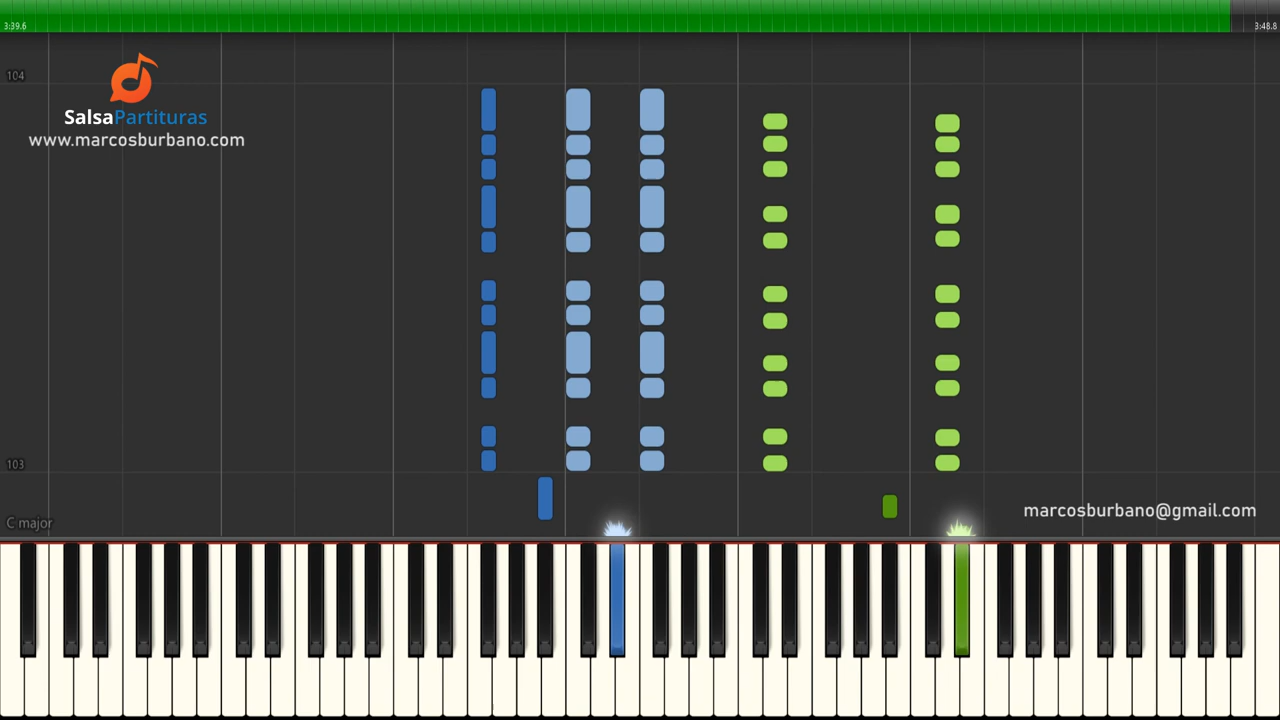 3:39.6
3:48.8
104
SalsaPartituras
www.marcosburbano.com
103
marcosburbano@gmail.com
C major